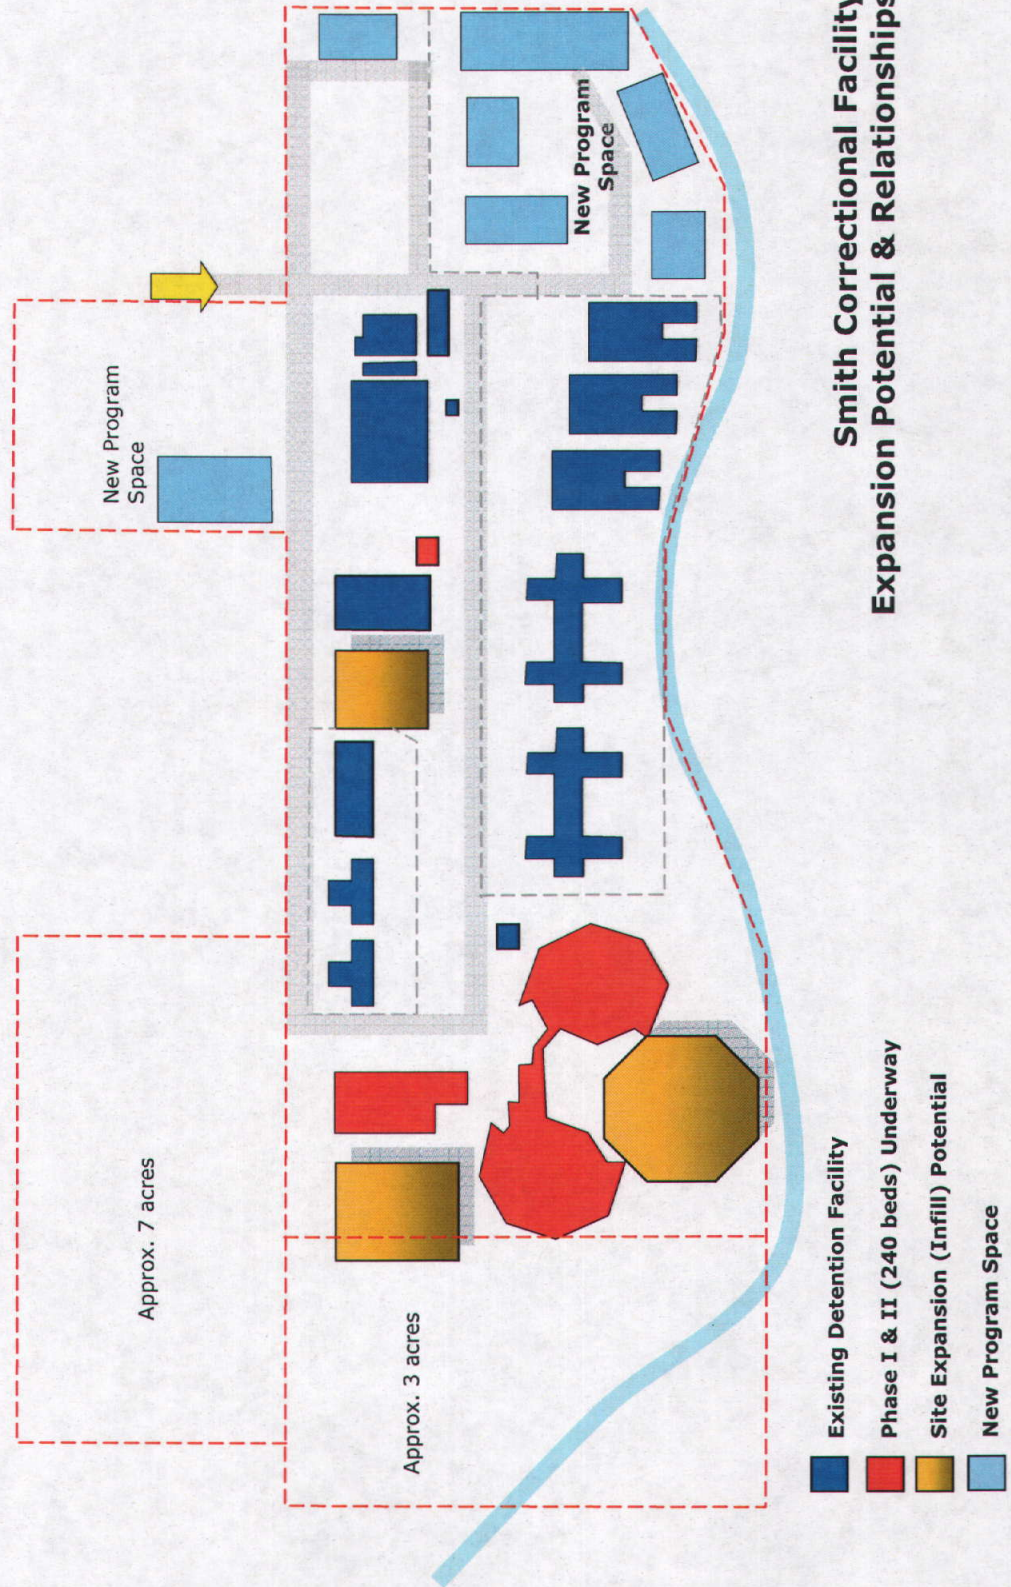 Smith Correctional Facility
Expansion Potential & Relationships
New Program
Space
New Program
Space
Approx. 7 acres
Approx. 3 acres
Existing Detention Facility
Phase I & II (240 beds) Underway
Site Expansion (Infill) Potential
New Program Space